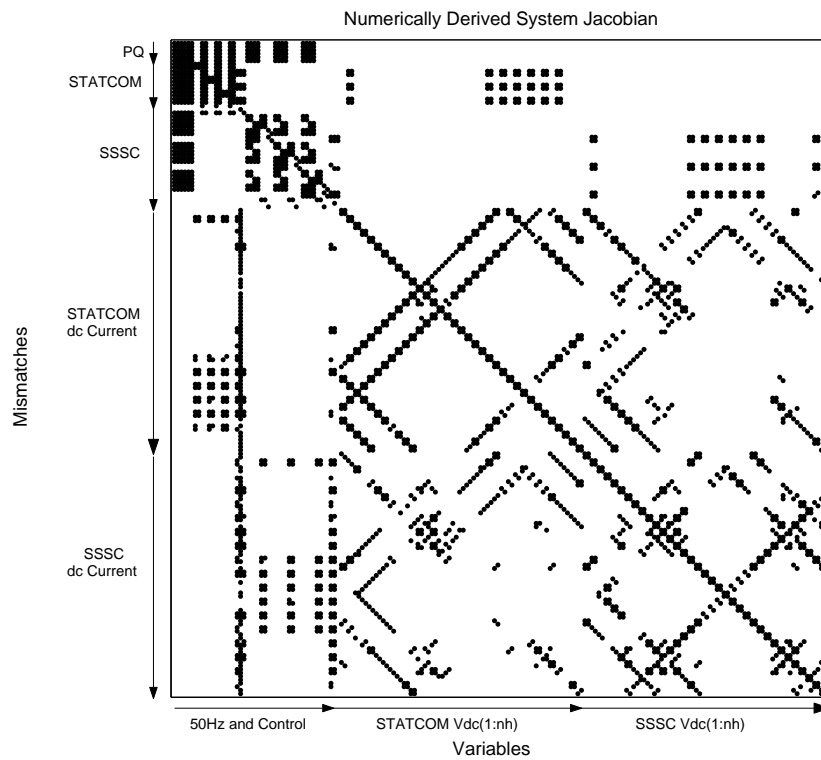 Numerically Derived System Jacobian
PQ
STATCOM
SSSC
STATCOM
dc Current
SSSC
dc Current
Mismatches
50Hz and Control
STATCOM Vdc(1:nh)
SSSC Vdc(1:nh)
Variables